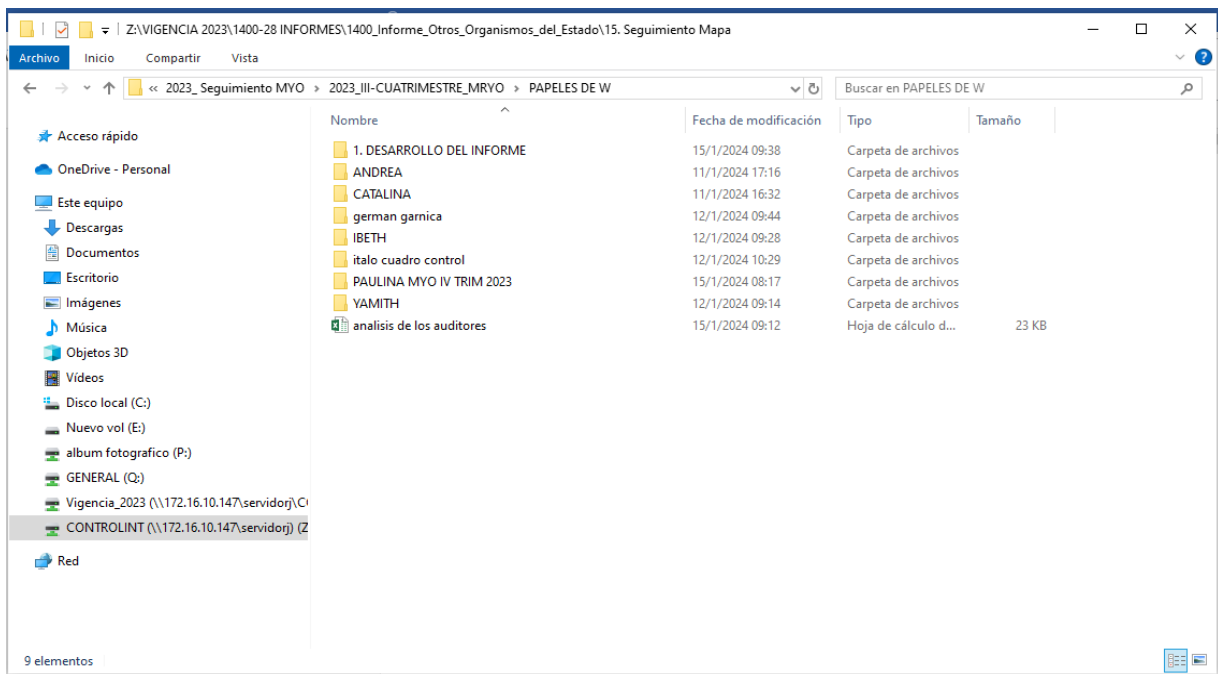 Z:\VIGENCIA 2023\1400-28 INFORMES\1400_Informe_Otros_Organismos_del_Estado\15. Seguimiento Mapa
Archivo Inicio Compartir Vista
« 2023_ Seguimiento MYO > 2023_III-CUATRIMESTRE_MRYO > PAPELES DE W Buscar en PAPELES DE W
Nombre Fecha de modificación Tipo Tamaño
Acceso rápido
OneDrive - Personal
Este equipo
Descargas
Documentos
Escritorio
Imágenes
Música
Objetos 3D
Vídeos
Disco local (C:)
Nuevo vol (E:)
album fotografico (P:)
GENERAL (Q:)
Vigencia_2023 (\\172.16.10.147\servidorj\C
CONTROLINT (\\172.16.10.147\servidorj) (Z
Red
1. DESARROLLO DEL INFORME 15/1/2024 09:38 Carpeta de archivos
ANDREA 11/1/2024 17:16 Carpeta de archivos
CATALINA 11/1/2024 16:32 Carpeta de archivos
german garnica 12/1/2024 09:44 Carpeta de archivos
IBETH 12/1/2024 09:28 Carpeta de archivos
italo cuadro control 12/1/2024 10:29 Carpeta de archivos
PAULINA MYO IV TRIM 2023 15/1/2024 08:17 Carpeta de archivos
YAMITH 12/1/2024 09:14 Carpeta de archivos
analisis de los auditores 15/1/2024 09:12 Hoja de cálculo d... 23 KB
9 elementos